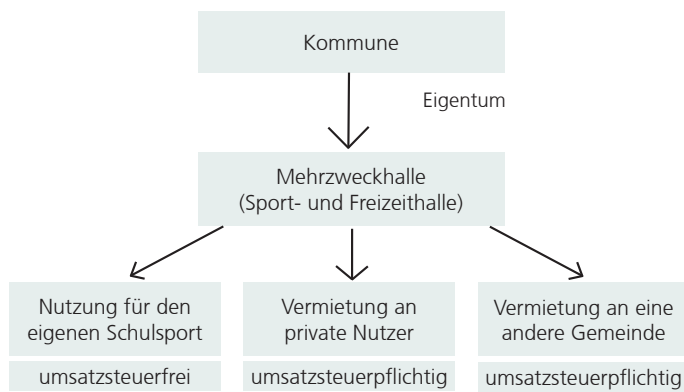 Kommune
Eigentum
Mehrzweckhalle
(Sport- und Freizeithalle)
Nutzung für den
eigenen Schulsport
umsatzsteuerfrei
Vermietung an
private Nutzer
umsatzsteuerpflichtig
Vermietung an eine
andere Gemeinde
umsatzsteuerpflichtig